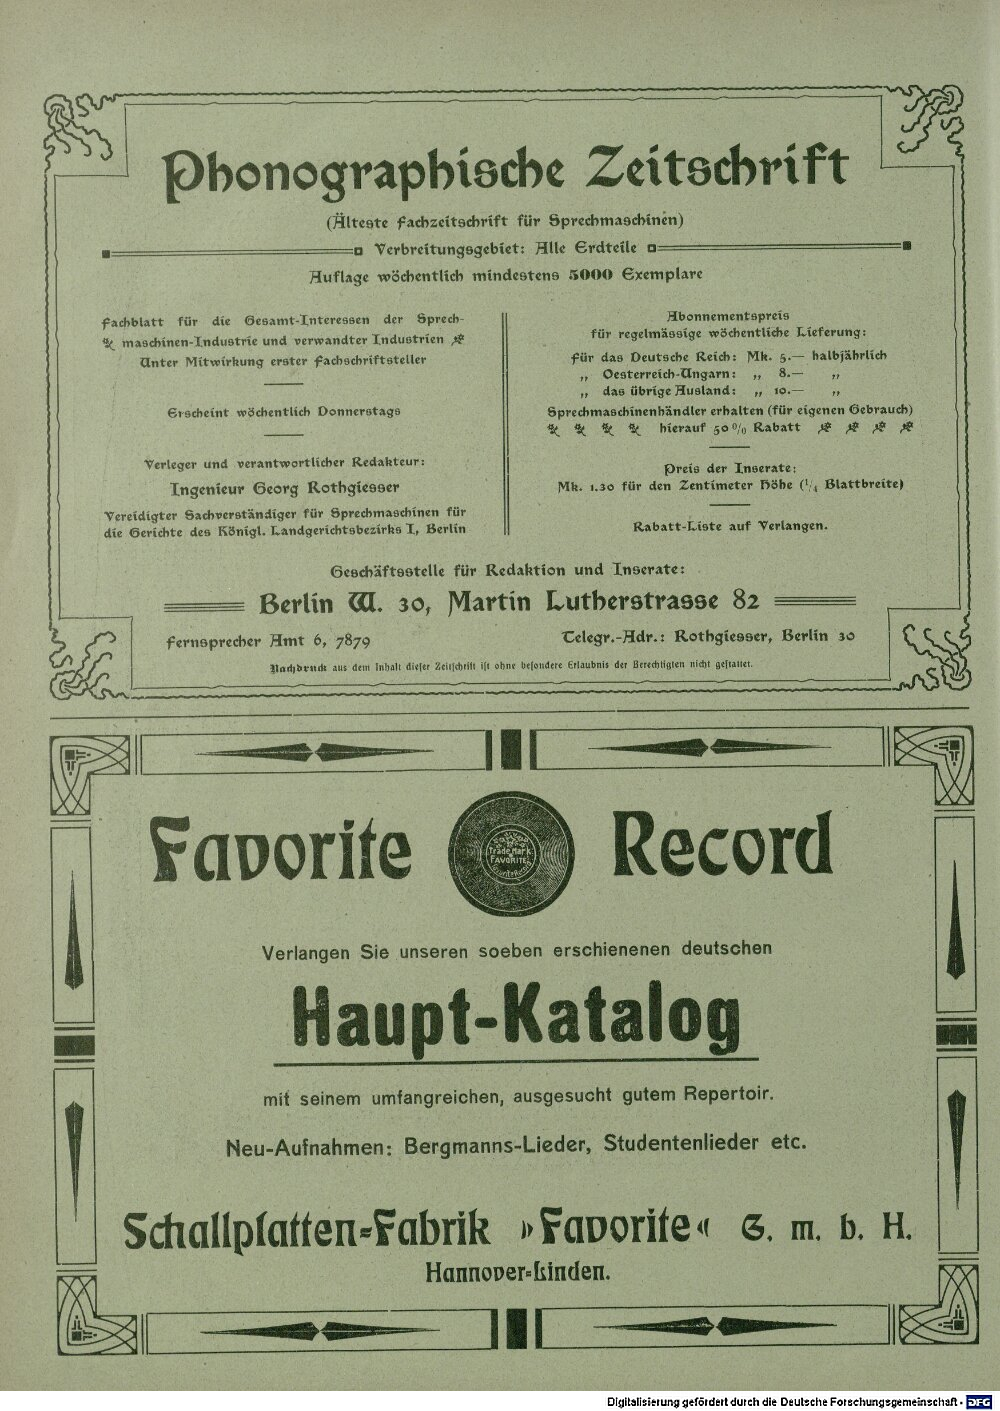 Phonographische Zeitschrift
(Älteste Fachzeitschrift für Sprechmaschinen)
Verbreitungsgebiet: Alle Erdteile
Auflage wöchentlich mindestens 5000 Exemplare
Fachblatt für die Gesamt-Interessen der Sprech-
maschinen-Industrie und verwandter Industrien
Unter Mitwirkung erster Fachschriftsteller
Erscheint wöchentlich Donnerstags
Verleger und verantwortlicher Redakteur:
Ingenieur Georg Rothgiesser
Vereidigter Sachverständiger für Sprechmaschinen für
die Gerichte des Königl. Landgerichtsbezirks I, Berlin
Abonnementspreis
für regelmässige wöchentliche Lieferung:
für das Deutsche Reich: Mk. 5.— halbjährlich
„ Oesterreich-Ungarn: „ 8.— „
„ das übrige Ausland: „ 10.— „
Sprechmaschinenhändler erhalten (für eigenen Gebrauch)
hierauf 50% Rabatt
Preis der Inserate:
Mk. 1.30 für den Zentimeter Höhe (1/4 Blattbreite)
Rabatt-Liste auf Verlangen.
Geschäftsstelle für Redaktion und Inserate:
Berlin W. 30, Martin Lutherstrasse 82
Fernsprecher Amt 6, 7879
Telegr.-Adr.: Rothgiesser, Berlin 30
Nachdruck aus dem Inhalt dieser Zeitschrift ist ohne besondere Erlaubnis der Berechtigten nicht gestattet.
Favorite Record
Trade Mark
FAVORITE
Verlangen Sie unseren soeben erschienenen deutschen
Haupt-Katalog
mit seinem umfangreichen, ausgesucht gutem Repertoir.
Neu-Aufnahmen: Bergmanns-Lieder, Studentenlieder etc.
Schallplatten-Fabrik »Favorite« G. m. b. H.
Hannover-Linden.
Digitalisierung gefördert durch die Deutsche Forschungsgemeinschaft - DFG